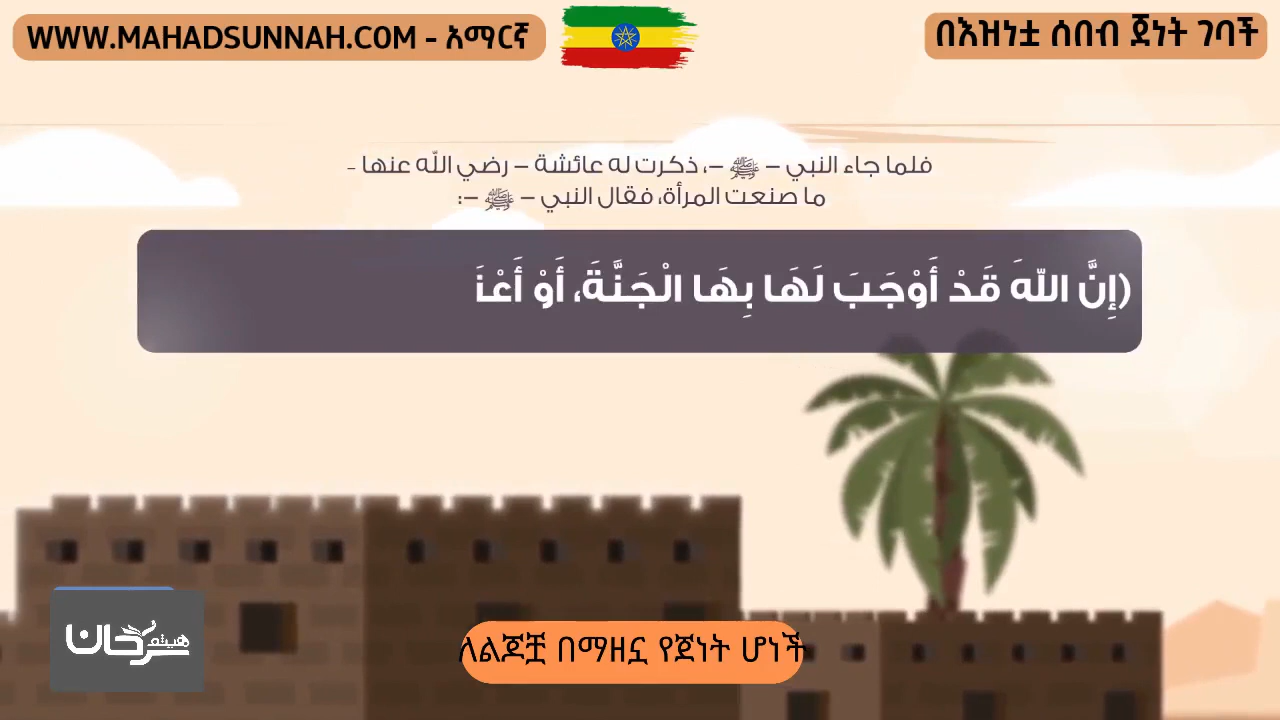 WWW.MAHADSUNNAH.COM - አማርኛ
በእዝነቷ ሰበብ ጀነት ገባች
فلما جاء النبي – ﷺ –، ذكرت له عائشة – رضي الله عنها -
ما صنعت المرأة، فقال النبي – ﷺ –:
(إِنَّ اللهَ قَدْ أَوْجَبَ لَهَا بِهَا الْجَنَّةَ، أَوْ أَعْتَ
ለልጆቿ በማዘኗ የጀነት ሆነች